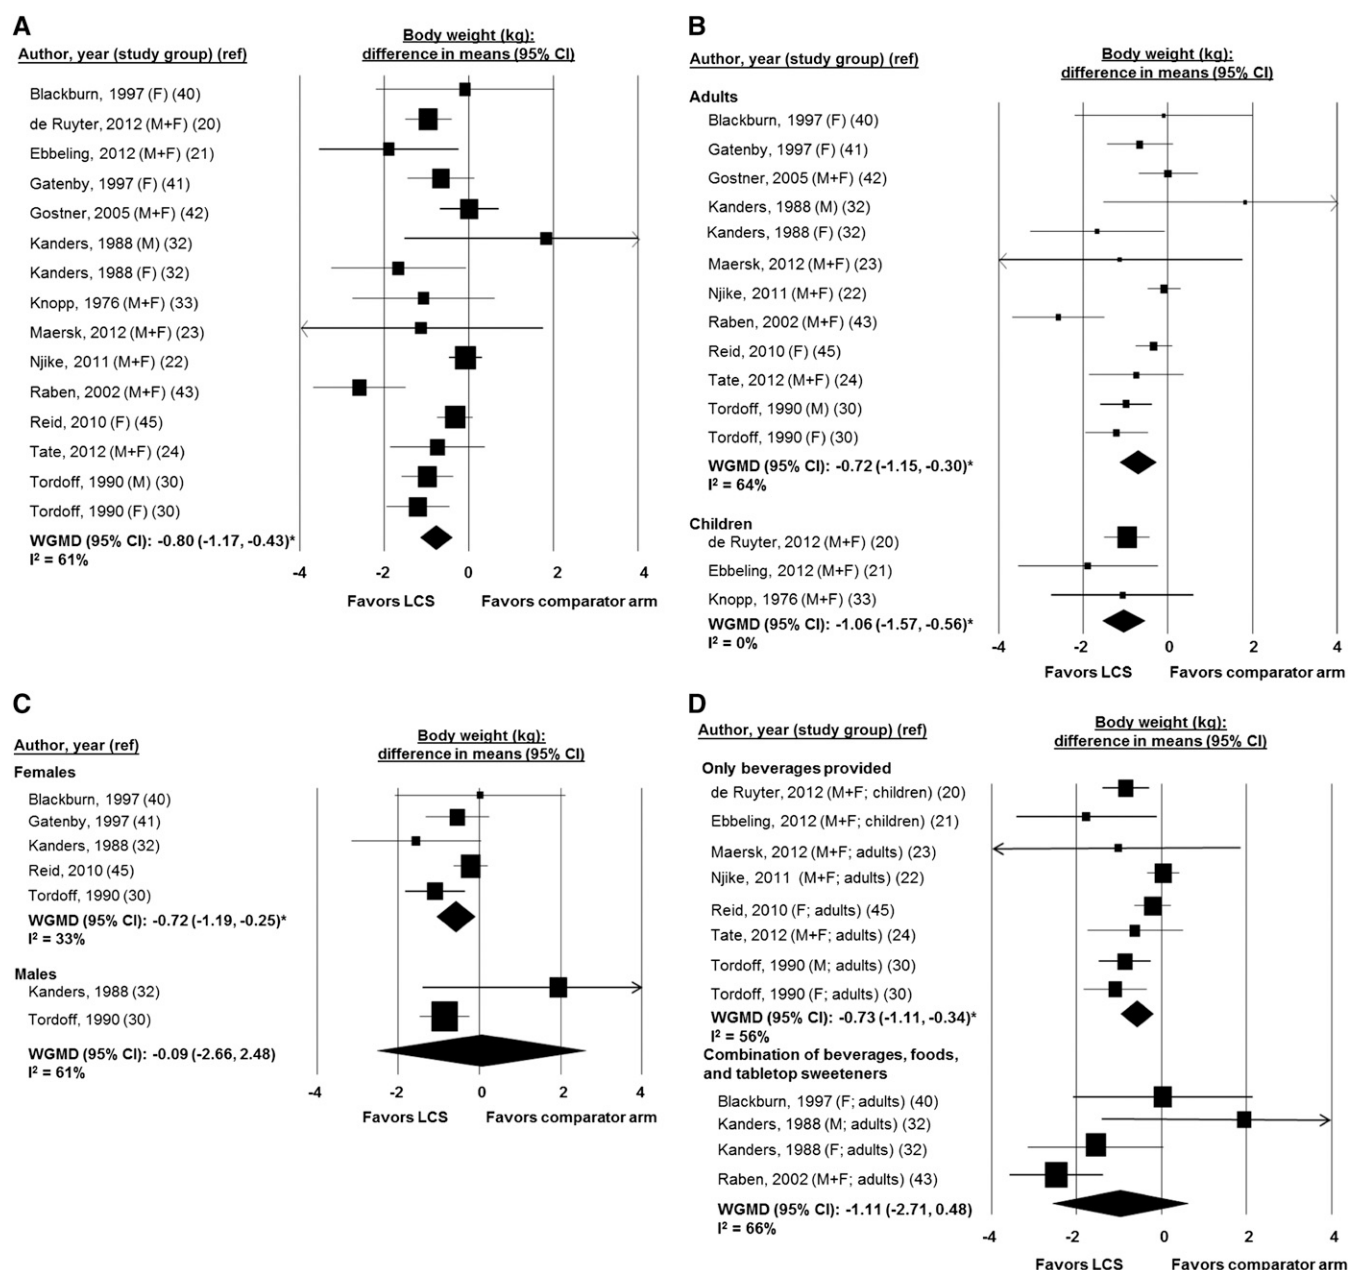 A
Author, year (study group) (ref)
Body weight (kg):
difference in means (95% CI)
Blackburn, 1997 (F) (40)
de Ruyter, 2012 (M+F) (20)
Ebbeling, 2012 (M+F) (21)
Gatenby, 1997 (F) (41)
Gostner, 2005 (M+F) (42)
Kanders, 1988 (M) (32)
Kanders, 1988 (F) (32)
Knopp, 1976 (M+F) (33)
Maersk, 2012 (M+F) (23)
Njike, 2011 (M+F) (22)
Raben, 2002 (M+F) (43)
Reid, 2010 (F) (45)
Tate, 2012 (M+F) (24)
Tordoff, 1990 (M) (30)
Tordoff, 1990 (F) (30)
WGMD (95% CI): -0.80 (-1.17, -0.43)*
I² = 61%
-4 -2 0 2 4
Favors LCS Favors comparator arm
B
Author, year (study group) (ref)
Body weight (kg):
difference in means (95% CI)
Adults
Blackburn, 1997 (F) (40)
Gatenby, 1997 (F) (41)
Gostner, 2005 (M+F) (42)
Kanders, 1988 (M) (32)
Kanders, 1988 (F) (32)
Maersk, 2012 (M+F) (23)
Njike, 2011 (M+F) (22)
Raben, 2002 (M+F) (43)
Reid, 2010 (F) (45)
Tate, 2012 (M+F) (24)
Tordoff, 1990 (M) (30)
Tordoff, 1990 (F) (30)
WGMD (95% CI): -0.72 (-1.15, -0.30)*
I² = 64%
Children
de Ruyter, 2012 (M+F) (20)
Ebbeling, 2012 (M+F) (21)
Knopp, 1976 (M+F) (33)
WGMD (95% CI): -1.06 (-1.57, -0.56)*
I² = 0%
-4 -2 0 2 4
Favors LCS Favors comparator arm
C
Author, year (ref)
Body weight (kg):
difference in means (95% CI)
Females
Blackburn, 1997 (40)
Gatenby, 1997 (41)
Kanders, 1988 (32)
Reid, 2010 (45)
Tordoff, 1990 (30)
WGMD (95% CI): -0.72 (-1.19, -0.25)*
I² = 33%
Males
Kanders, 1988 (32)
Tordoff, 1990 (30)
WGMD (95% CI): -0.09 (-2.66, 2.48)
I² = 61%
-4 -2 0 2 4
Favors LCS Favors comparator arm
D
Author, year (study group) (ref)
Body weight (kg):
difference in means (95% CI)
Only beverages provided
de Ruyter, 2012 (M+F; children) (20)
Ebbeling, 2012 (M+F; children) (21)
Maersk, 2012 (M+F; adults) (23)
Njike, 2011 (M+F; adults) (22)
Reid, 2010 (F; adults) (45)
Tate, 2012 (M+F; adults) (24)
Tordoff, 1990 (M; adults) (30)
Tordoff, 1990 (F; adults) (30)
WGMD (95% CI): -0.73 (-1.11, -0.34)*
I² = 56%
Combination of beverages, foods,
and tabletop sweeteners
Blackburn, 1997 (F; adults) (40)
Kanders, 1988 (M; adults) (32)
Kanders, 1988 (F; adults) (32)
Raben, 2002 (M+F; adults) (43)
WGMD (95% CI): -1.11 (-2.71, 0.48)
I² = 66%
-4 -2 0 2 4
Favors LCS Favors comparator arm